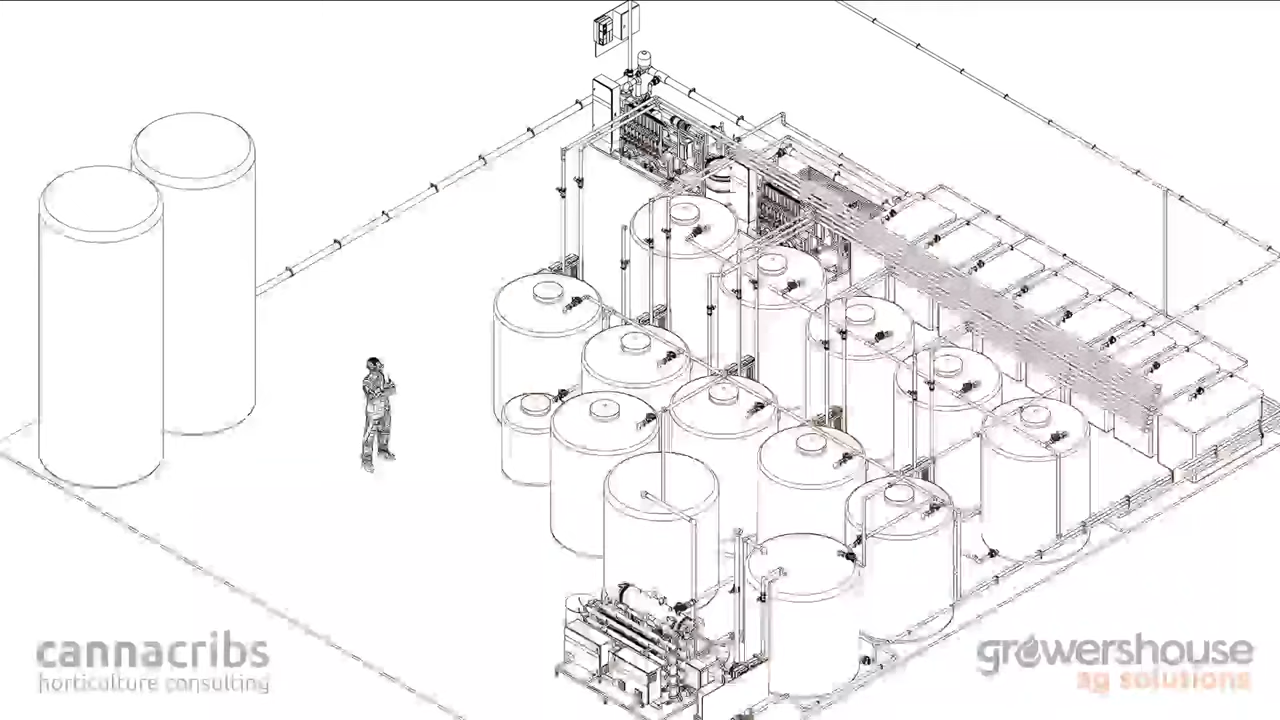 cannacribs
horticulture consulting
growershouse
ag solutions